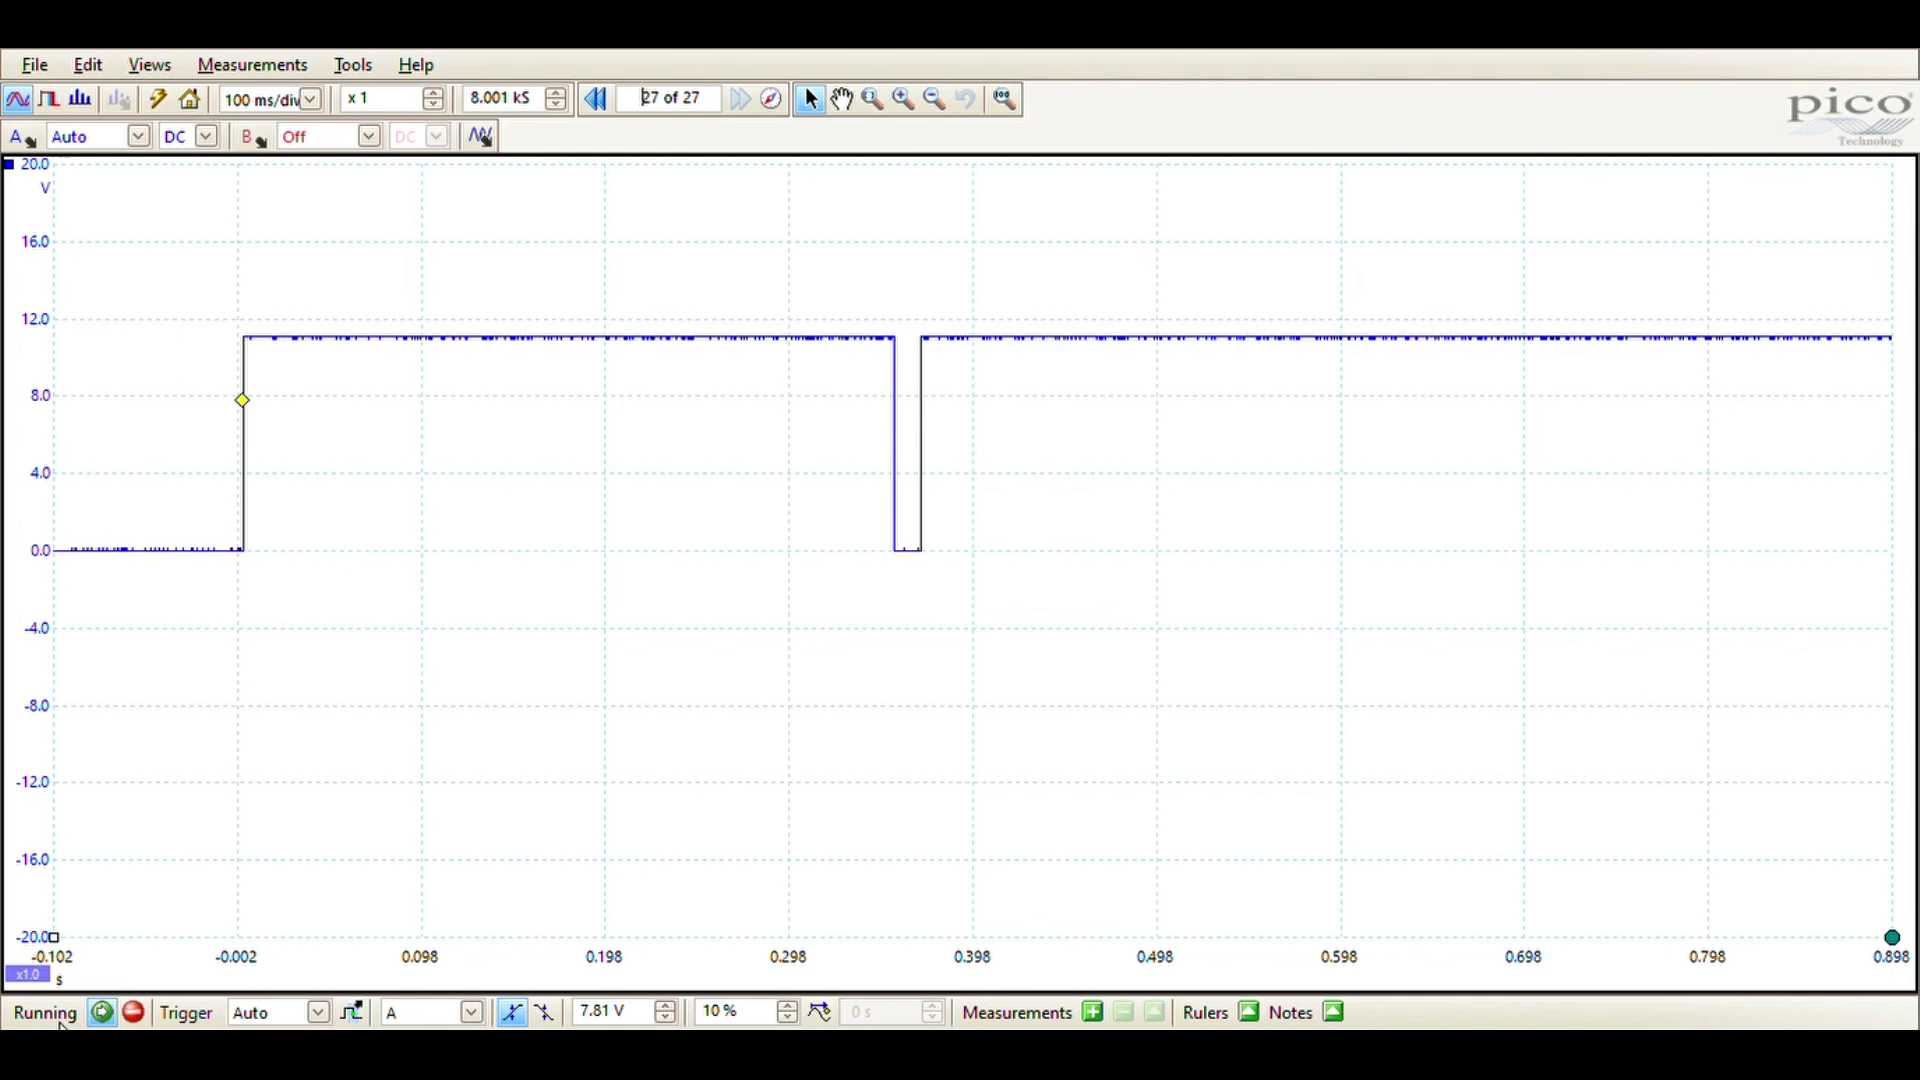 File Edit Views Measurements Tools Help
100 ms/div x 1 8.001 kS 27 of 27
pico
Technology
A Auto DC B Off DC
20.0
V
16.0
12.0
8.0
4.0
0.0
-4.0
-8.0
-12.0
-16.0
-20.0
-0.102 -0.002 0.098 0.198 0.298 0.398 0.498 0.598 0.698 0.798 0.898
x1.0 s
Running Trigger Auto A 7.81 V 10 % 0 s Measurements Rulers Notes